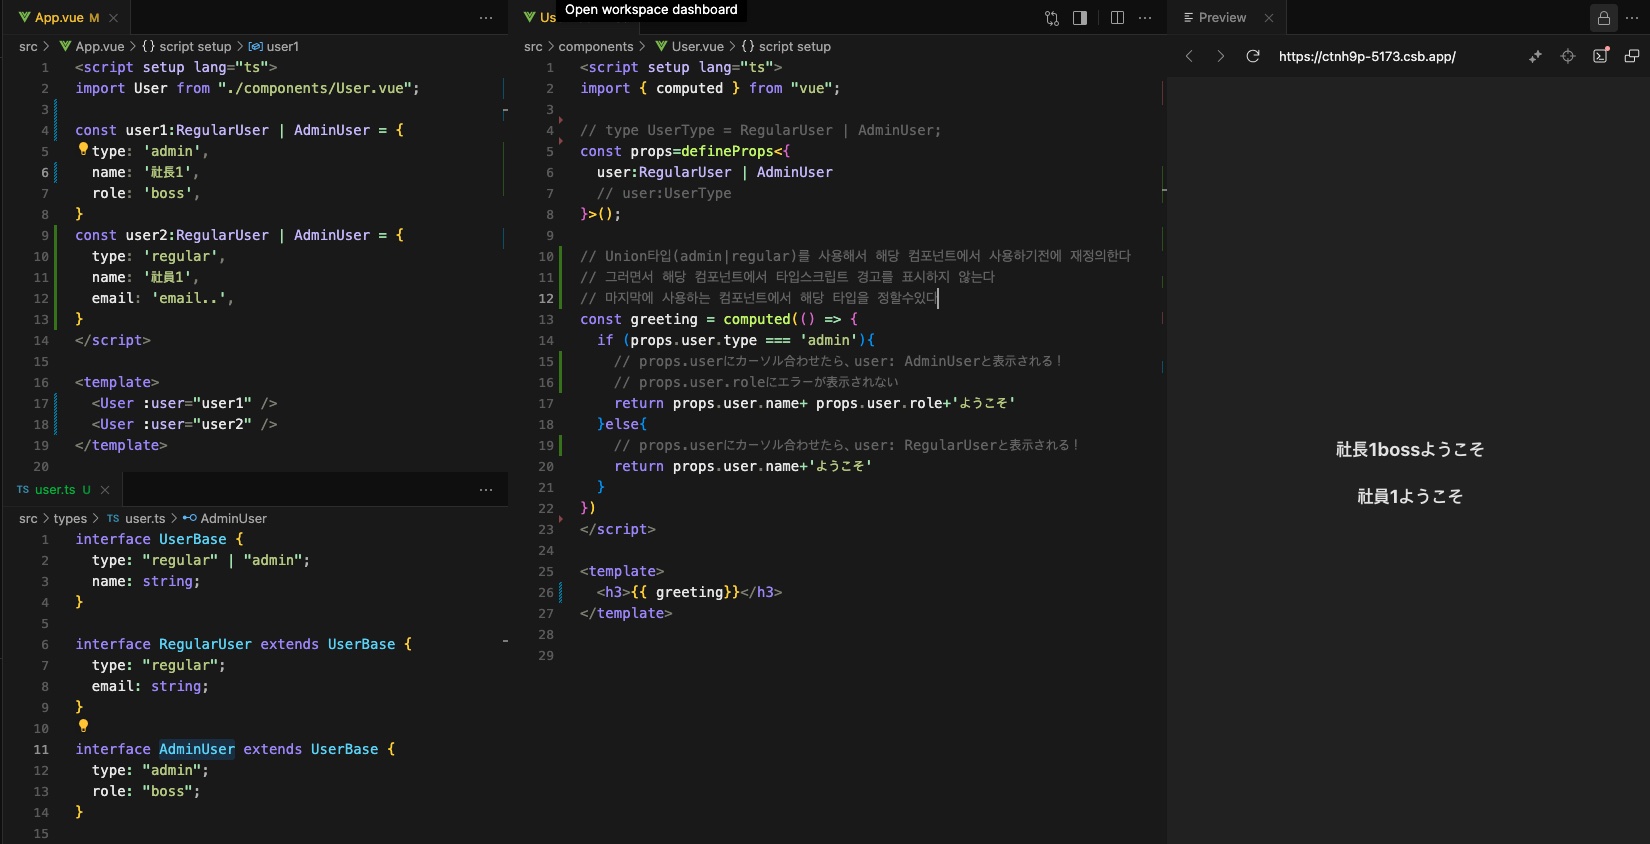 App.vue M
src > App.vue > {} script setup > user1
1 <script setup lang="ts">
2 import User from "./components/User.vue";
3
4 const user1:RegularUser | AdminUser = {
5 type: 'admin',
6 name: '社長1',
7 role: 'boss',
8 }
9 const user2:RegularUser | AdminUser = {
10 type: 'regular',
11 name: '社員1',
12 email: 'email..',
13 }
14 </script>
15
16 <template>
17 <User :user="user1" />
18 <User :user="user2" />
19 </template>
20
TS user.ts U
src > types > TS user.ts > AdminUser
1 interface UserBase {
2 type: "regular" | "admin";
3 name: string;
4 }
5
6 interface RegularUser extends UserBase {
7 type: "regular";
8 email: string;
9 }
10
11 interface AdminUser extends UserBase {
12 type: "admin";
13 role: "boss";
14 }
15
Us
Open workspace dashboard
src > components > User.vue > {} script setup
1 <script setup lang="ts">
2 import { computed } from "vue";
3
4 // type UserType = RegularUser | AdminUser;
5 const props=defineProps<{
6 user:RegularUser | AdminUser
7 // user:UserType
8 }>();
9
10 // Union타입(admin|regular)를 사용해서 해당 컴포넌트에서 사용하기전에 재정의한다
11 // 그러면서 해당 컴포넌트에서 타입스크립트 경고를 표시하지 않는다
12 // 마지막에 사용하는 컴포넌트에서 해당 타입을 정할수있다
13 const greeting = computed(() => {
14 if (props.user.type === 'admin'){
15 // props.userにカーソル合わせたら、user: AdminUserと表示される！
16 // props.user.roleにエラーが表示されない
17 return props.user.name+ props.user.role+'ようこそ'
18 }else{
19 // props.userにカーソル合わせたら、user: RegularUserと表示される！
20 return props.user.name+'ようこそ'
21 }
22 })
23 </script>
24
25 <template>
26 <h3>{{ greeting}}</h3>
27 </template>
28
29
Preview
https://ctnh9p-5173.csb.app/
社長1bossようこそ
社員1ようこそ